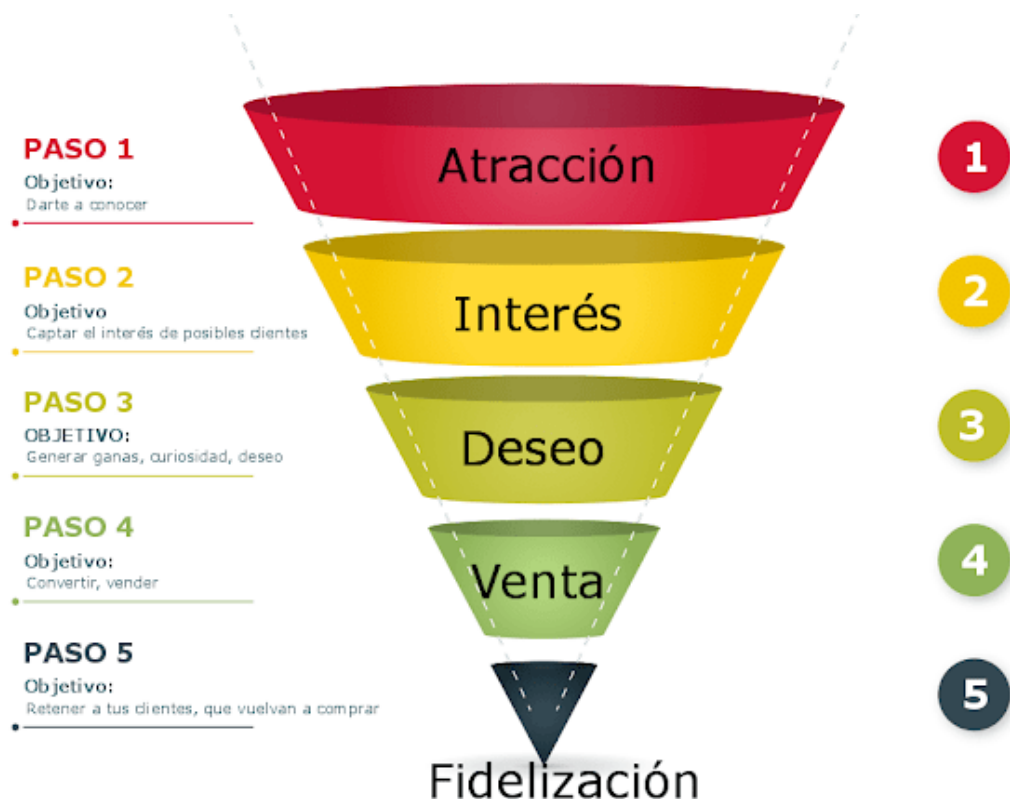 PASO 1
Objetivo:
Darte a conocer
Atracción
1
PASO 2
Objetivo
Captar el interés de posibles clientes
Interés
2
PASO 3
OBJETIVO:
Generar ganas, curiosidad, deseo
Deseo
3
PASO 4
Objetivo:
Convertir, vender
Venta
4
PASO 5
Objetivo:
Retener a tus clientes, que vuelvan a comprar
5
Fidelización